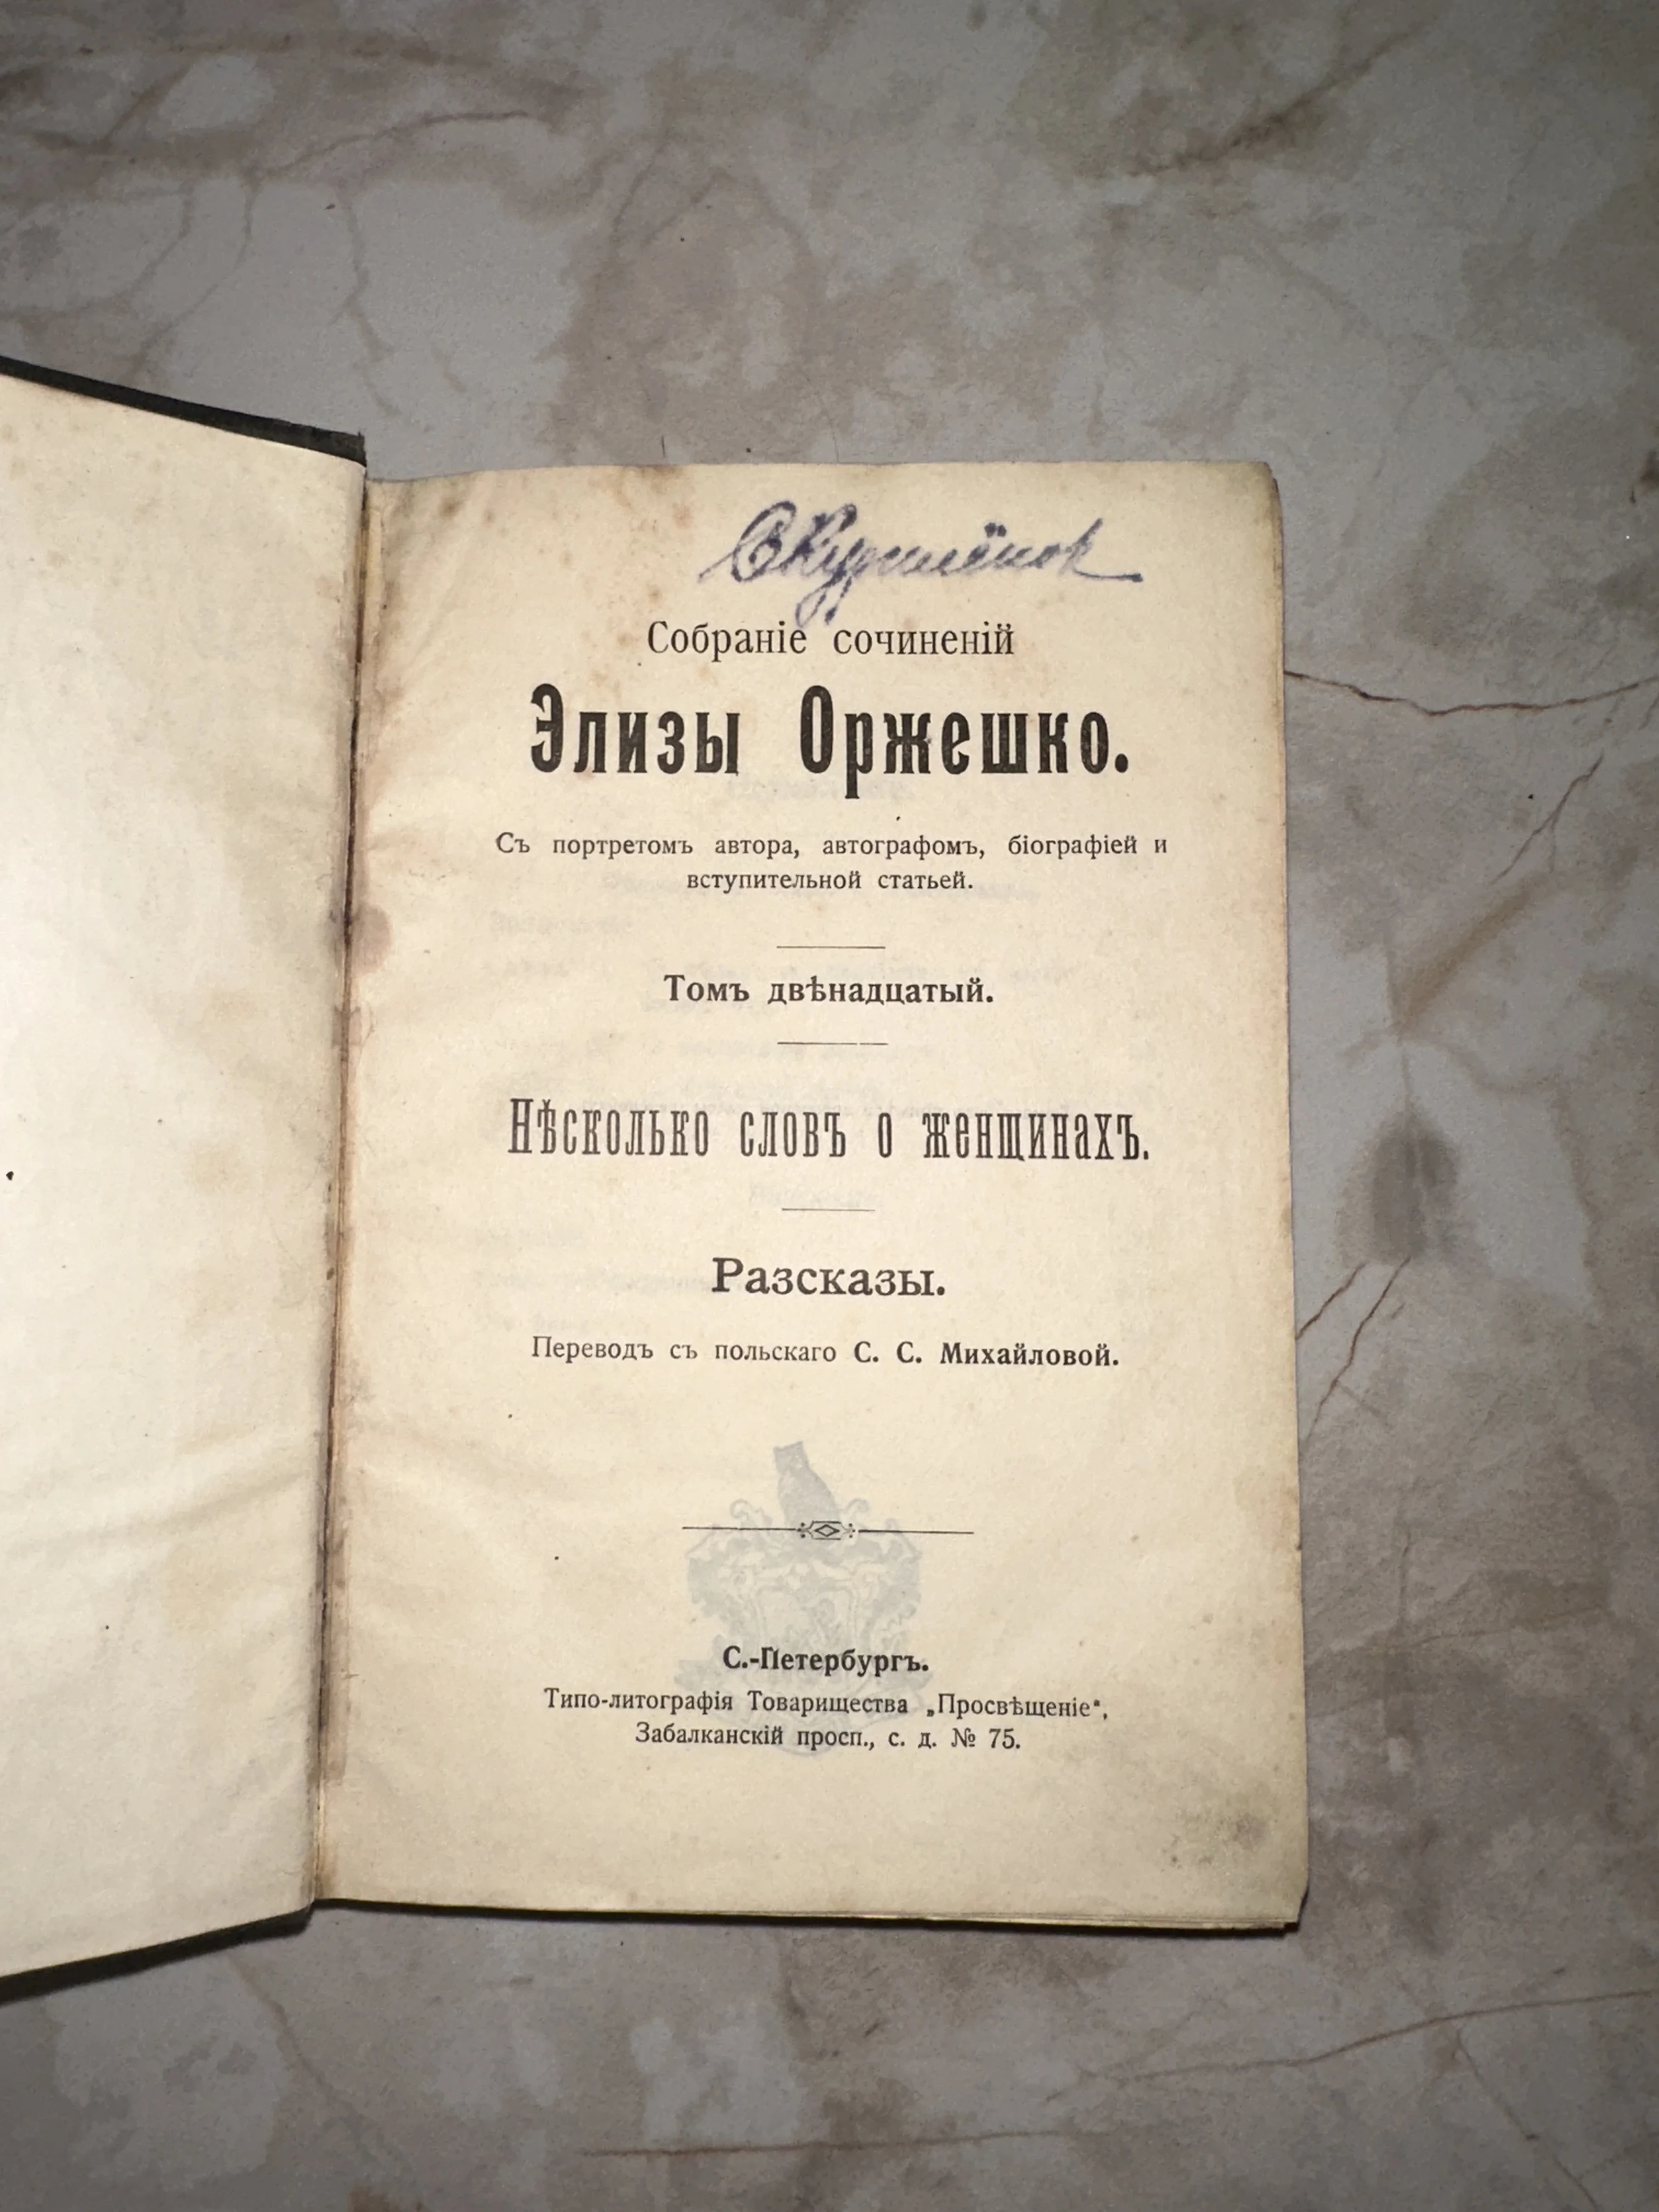 Собраніе сочиненій
Элизы Оржешко.
Съ портретомъ автора, автографомъ, біографіей и
вступительной статьей.
Томъ двѣнадцатый.
Нѣсколько словъ о женщинахъ.
Разсказы.
Переводъ съ польскаго С. С. Михайловой.
С.-Петербургъ.
Типо-литографія Товарищества „Просвѣщеніе“,
Забалканскій просп., с. д. № 75.